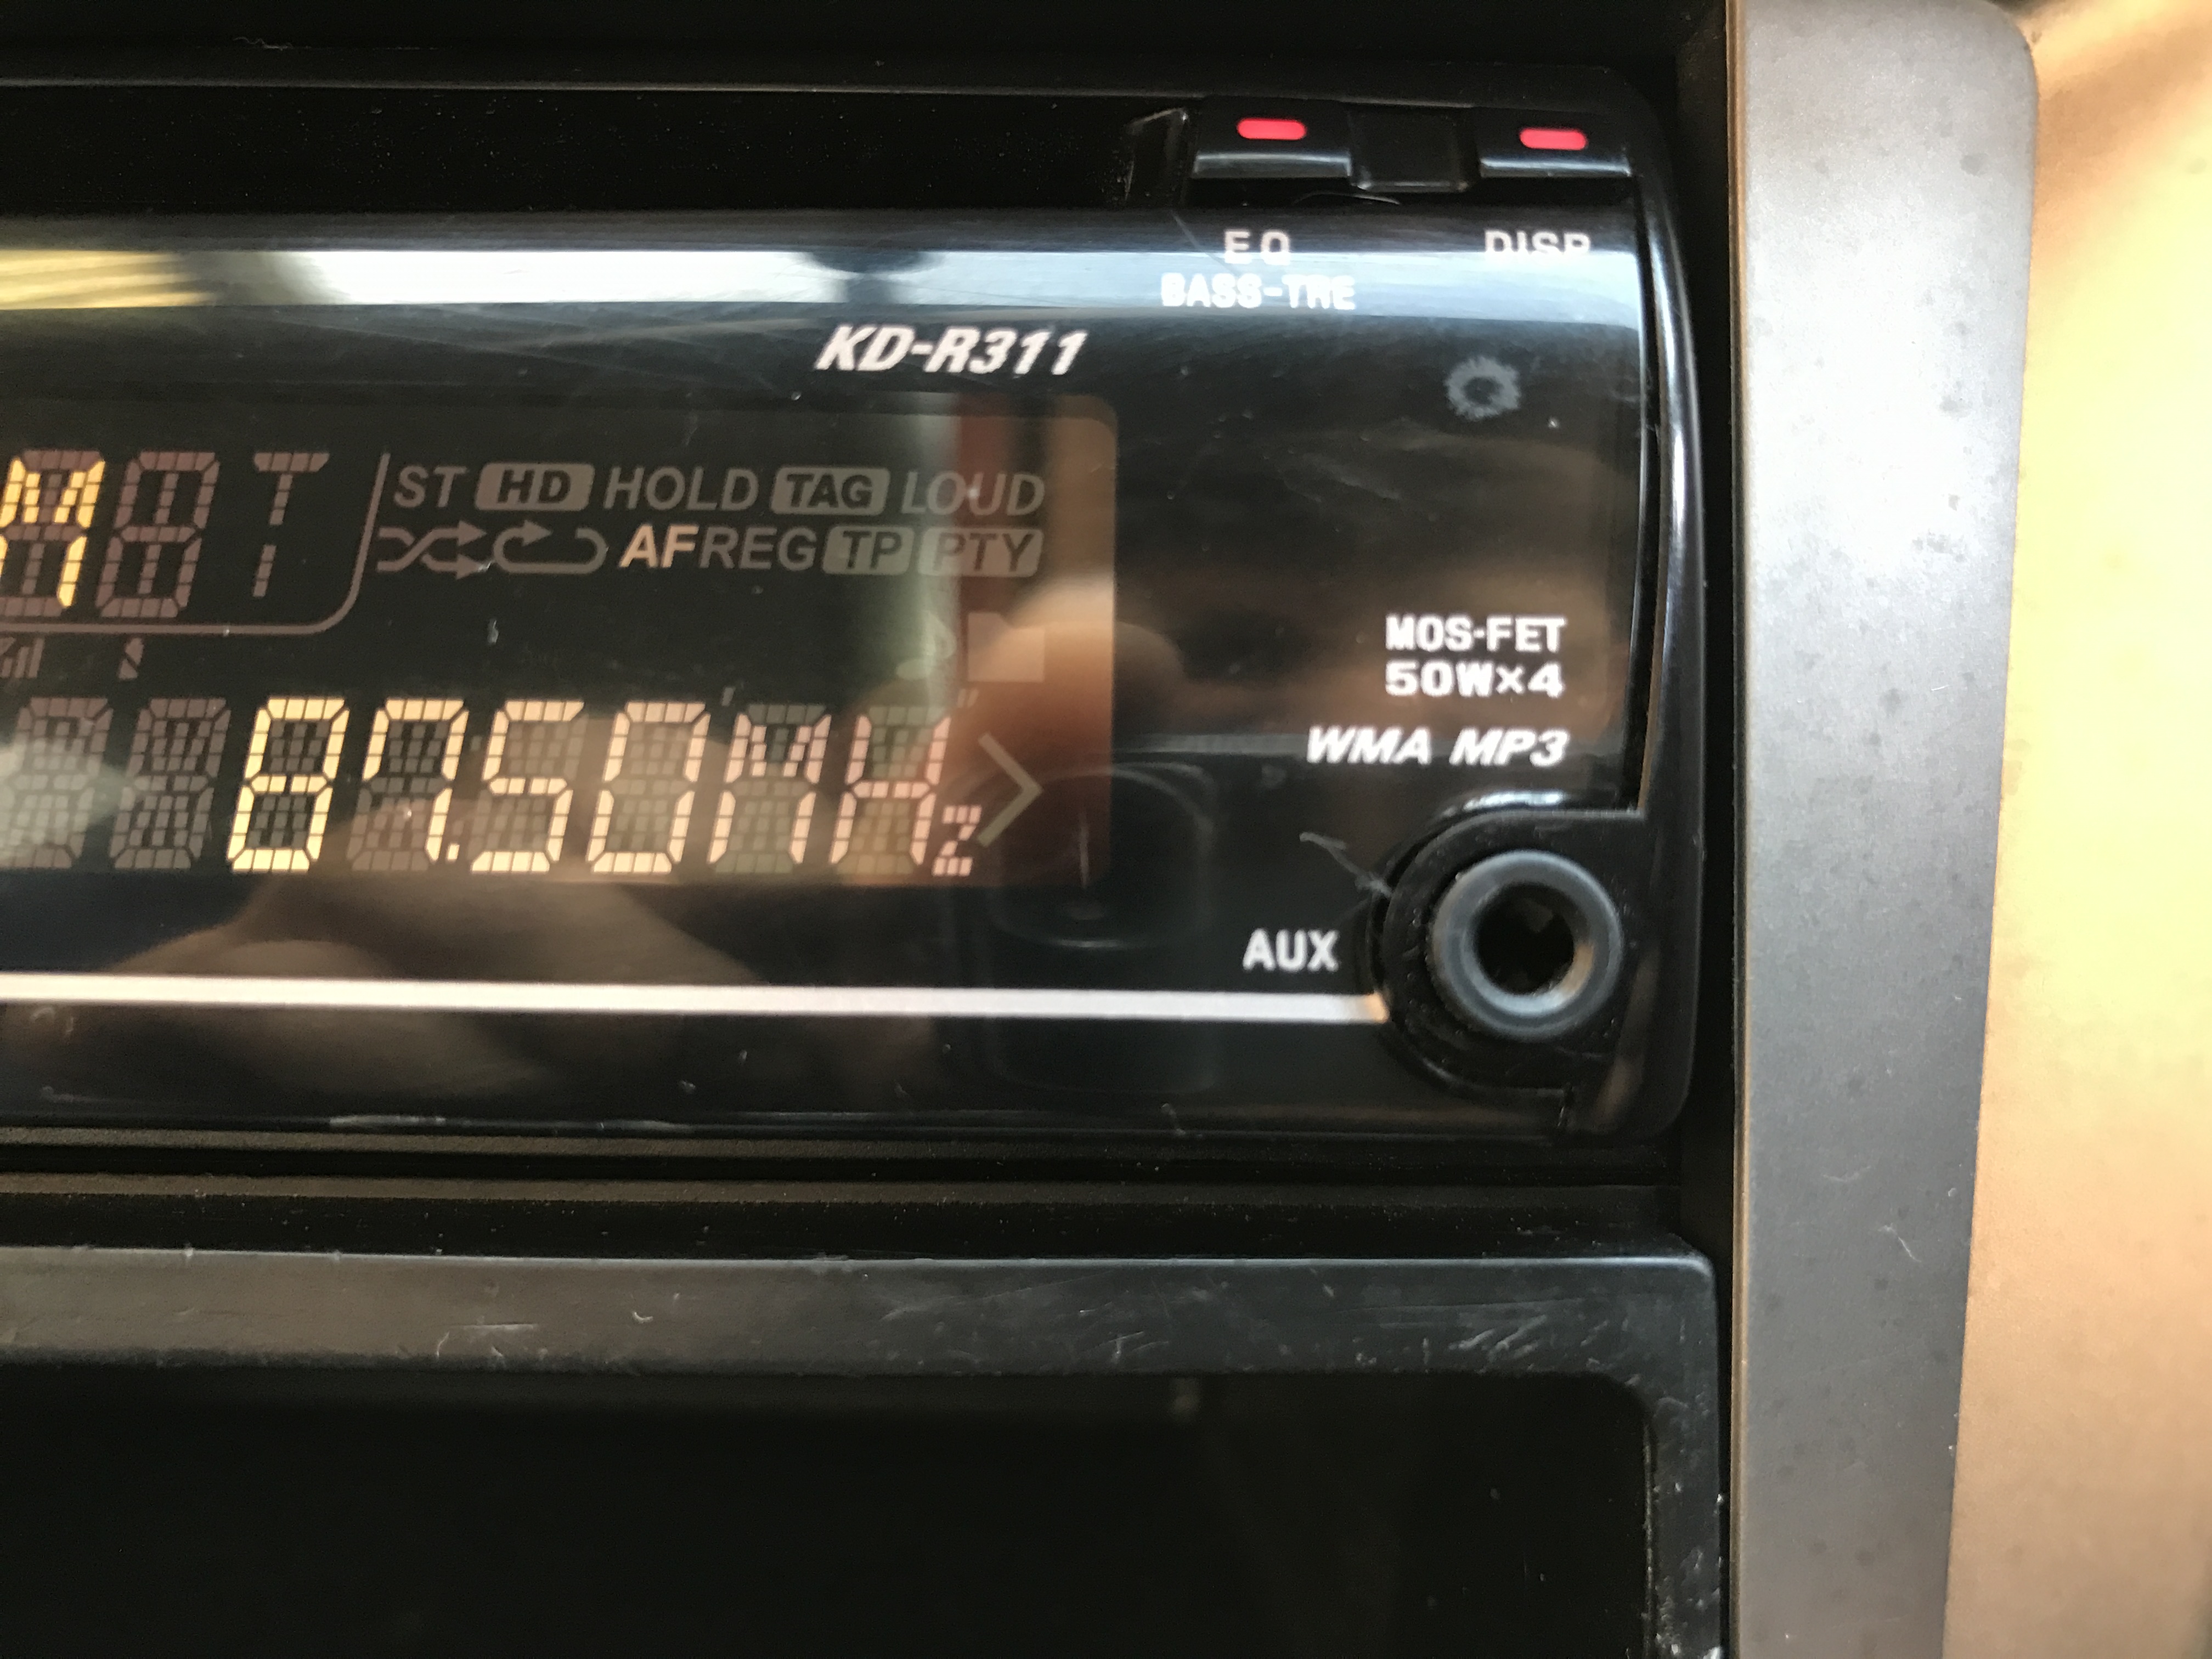 EQ DISP
BASS-TRE
KD-R311
M T ST HD HOLD TAG LOUD
AF REG TP PTY
MOS-FET
50W×4
WMA MP3
87.50MHz
AUX